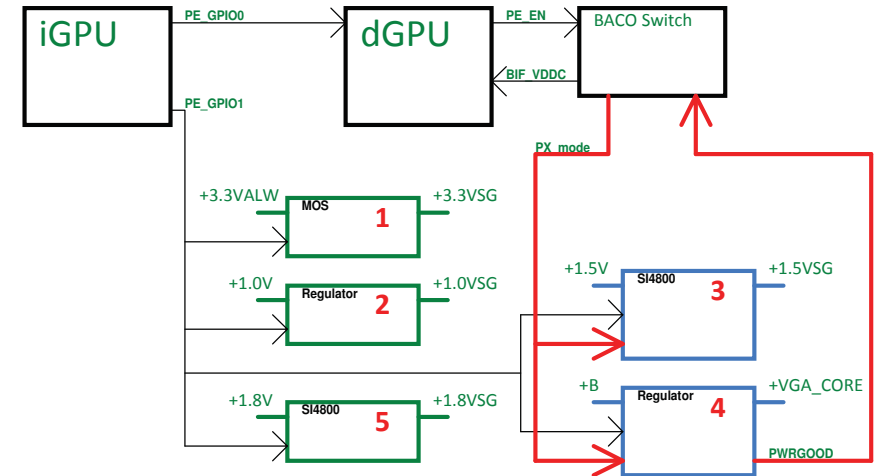 iGPU
PE_GPIO0
dGPU
PE_EN
BACO Switch
BIF_VDDC
PE_GPIO1
PX_mode
+3.3VALW
MOS
1
+3.3VSG
+1.0V
Regulator
2
+1.0VSG
+1.5V
SI4800
3
+1.5VSG
+1.8V
SI4800
5
+1.8VSG
+B
Regulator
4
+VGA_CORE
PWRGOOD